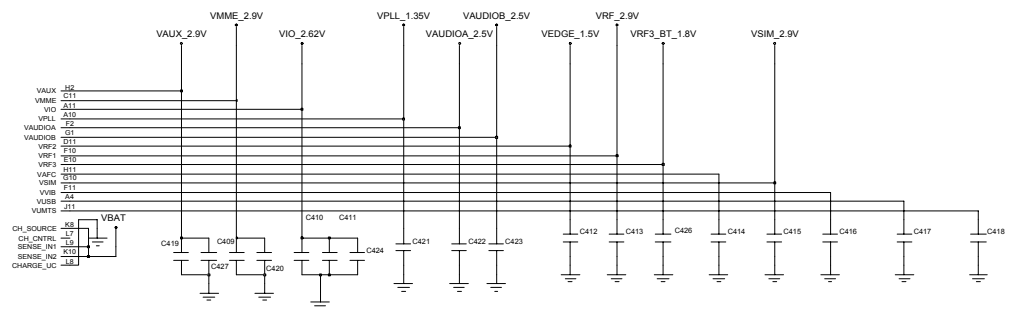 VMME_2.9V
VPLL_1.35V
VAUDIOB_2.5V
VRF_2.9V
VAUX_2.9V
VIO_2.62V
VAUDIOA_2.5V
VEDGE_1.5V
VRF3_BT_1.8V
VSIM_2.9V
VAUX H2
VMME C11
VIO A11
VPLL A10
VAUDIOA F2
VAUDIOB G1
VRF2 D11
VRF1 F10
VRF3 E10
VAFC H11
VSIM G10
VVIB F11
VUSB A4
VUMTS J11
VBAT
CH_SOURCE K8
CH_CNTRL L7
SENSE_IN1 L9
SENSE_IN2 K10
CHARGE_UC L8
C410 C411
C419 C409 C424 C421 C422 C423 C412 C413 C426 C414 C415 C416 C417 C418
C427 C420